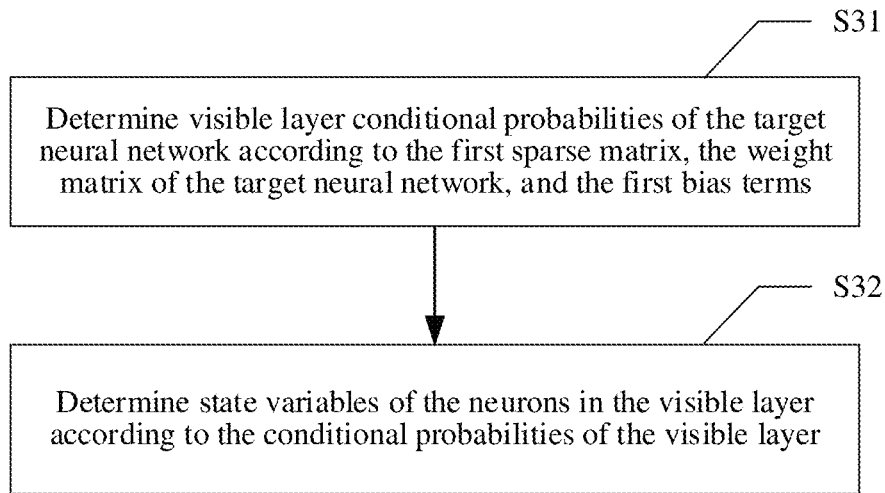 S31
Determine visible layer conditional probabilities of the target
neural network according to the first sparse matrix, the weight
matrix of the target neural network, and the first bias terms
S32
Determine state variables of the neurons in the visible layer
according to the conditional probabilities of the visible layer